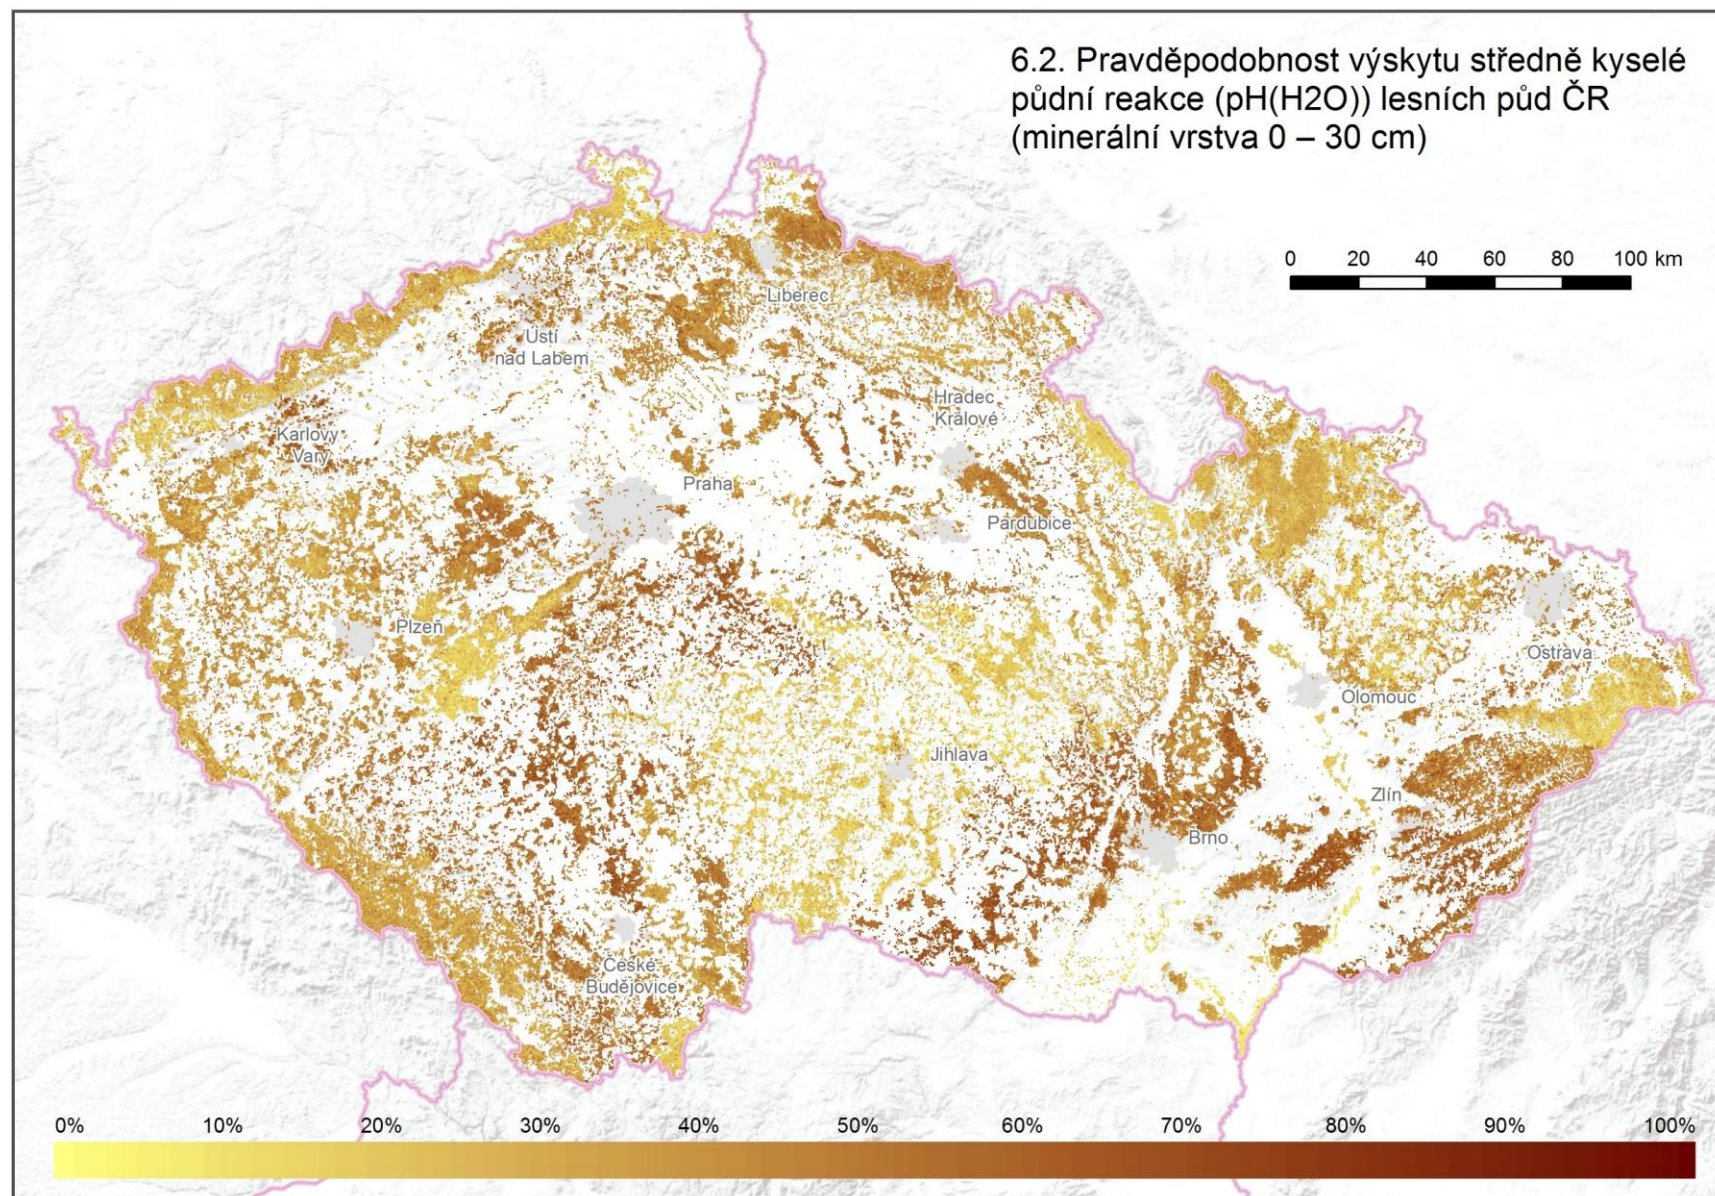 6.2. Pravděpodobnost výskytu středně kyselé
půdní reakce (pH(H2O)) lesních půd ČR
(minerální vrstva 0 – 30 cm)
0 20 40 60 80 100 km
Liberec
Ústí
nad Labem
Hradec
Králové
Karlovy
Vary
Praha
Pardubice
Plzeň
Ostrava
Olomouc
Jihlava
Zlín
Brno
České
Budějovice
0% 10% 20% 30% 40% 50% 60% 70% 80% 90% 100%